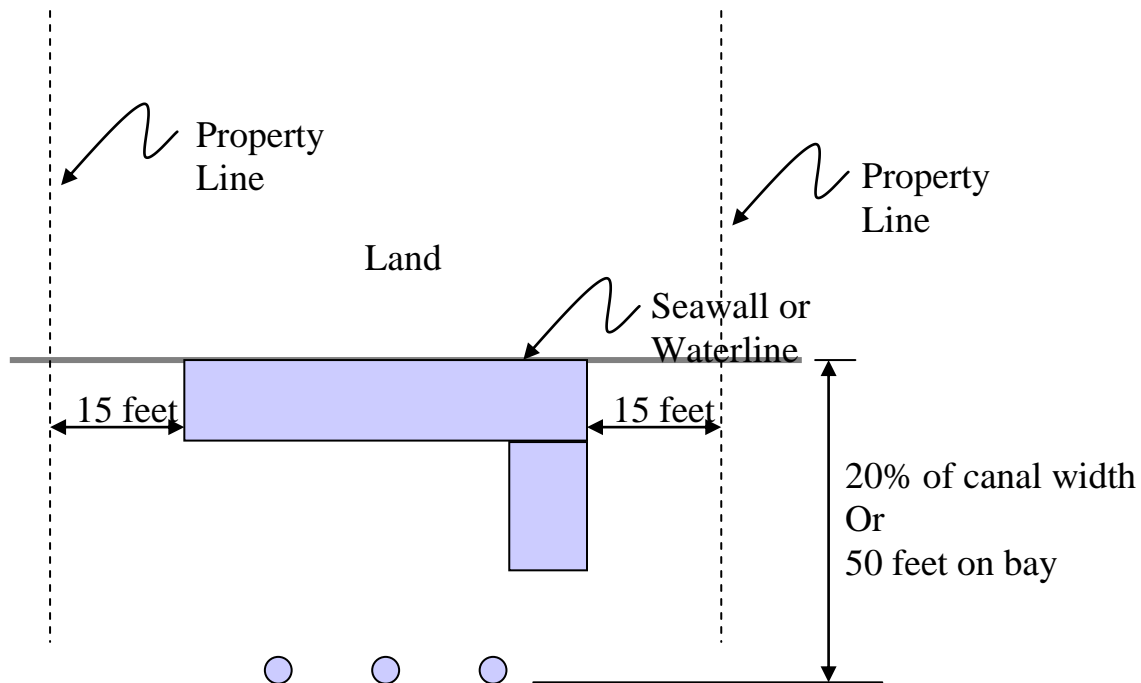 Property
Line
Property
Line
Land
Seawall or
Waterline
15 feet
15 feet
20% of canal width
Or
50 feet on bay